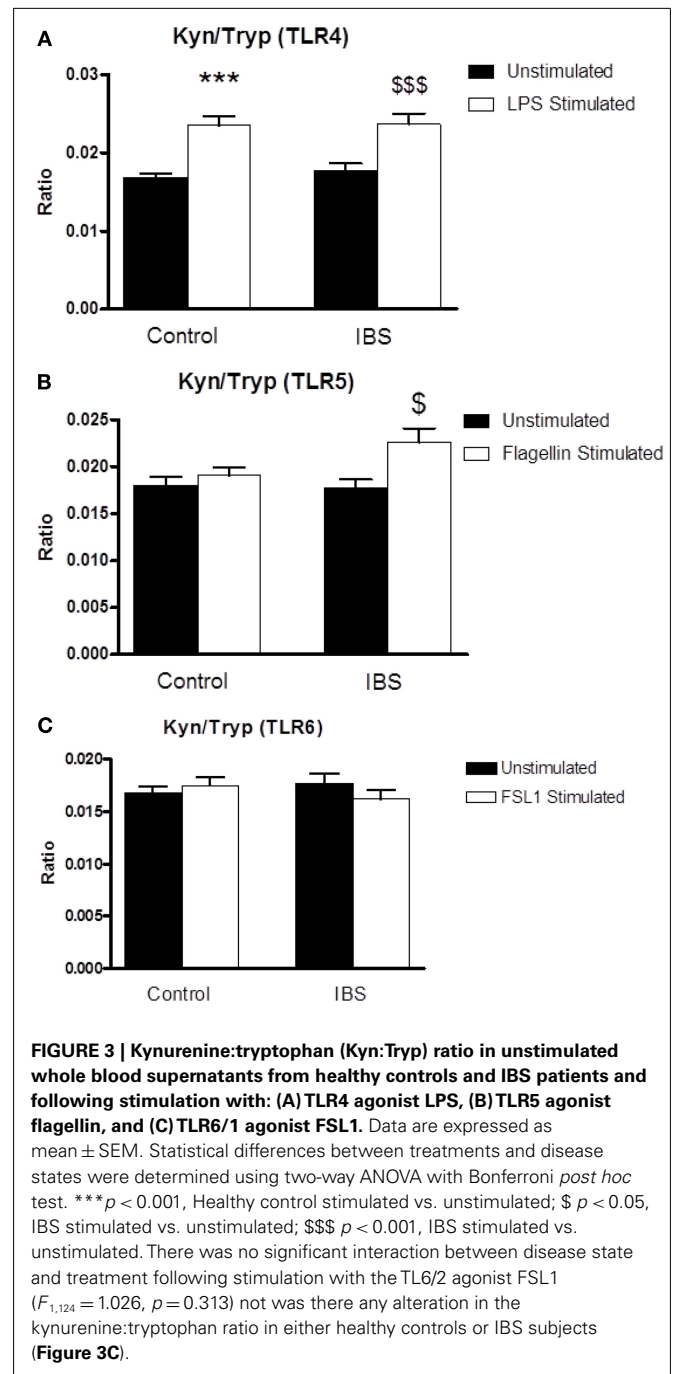 A
Kyn/Tryp (TLR4)
0.03
0.02
0.01
0.00
Ratio
***
$$$
Control
IBS
Unstimulated
LPS Stimulated
B
Kyn/Tryp (TLR5)
0.025
0.020
0.015
0.010
0.005
0.000
Ratio
$
Control
IBS
Unstimulated
Flagellin Stimulated
C
Kyn/Tryp (TLR6)
0.020
0.015
0.010
0.005
0.000
Ratio
Control
IBS
Unstimulated
FSL1 Stimulated
FIGURE 3 | Kynurenine:tryptophan (Kyn:Tryp) ratio in unstimulated
whole blood supernatants from healthy controls and IBS patients and
following stimulation with: (A) TLR4 agonist LPS, (B) TLR5 agonist
flagellin, and (C) TLR6/1 agonist FSL1. Data are expressed as
mean ± SEM. Statistical differences between treatments and disease
states were determined using two-way ANOVA with Bonferroni post hoc
test. ***p < 0.001, Healthy control stimulated vs. unstimulated; $ p < 0.05,
IBS stimulated vs. unstimulated; $$$ p < 0.001, IBS stimulated vs.
unstimulated. There was no significant interaction between disease state
and treatment following stimulation with the TL6/2 agonist FSL1
(F1,124 = 1.026, p = 0.313) not was there any alteration in the
kynurenine:tryptophan ratio in either healthy controls or IBS subjects
(Figure 3C).